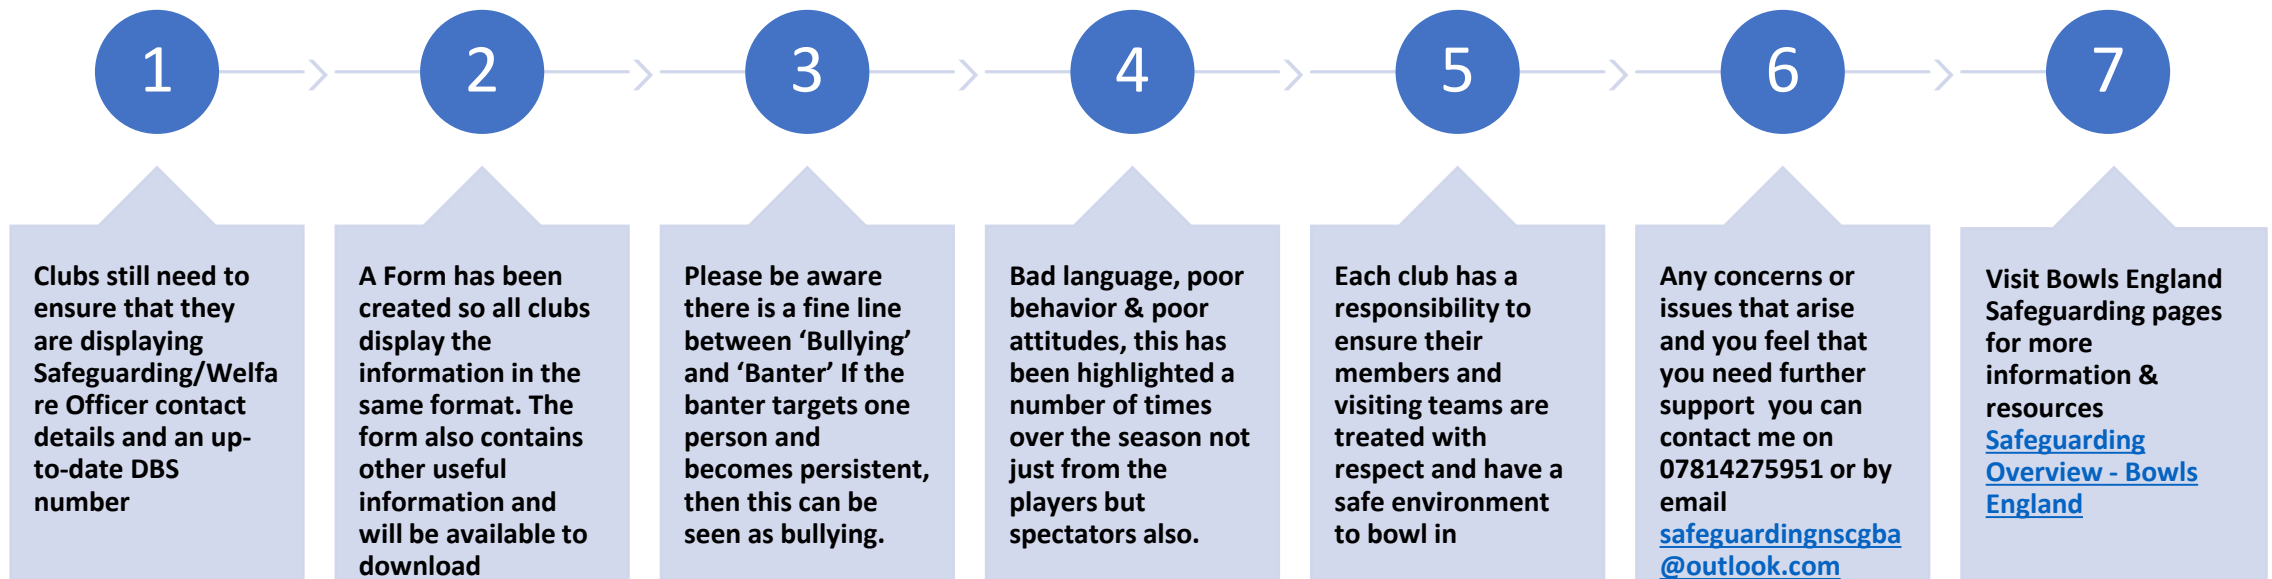 1
2
3
4
5
6
7
Clubs still need to
ensure that they
are displaying
Safeguarding/Welfa
re Officer contact
details and an up-
to-date DBS
number
A Form has been
created so all clubs
display the
information in the
same format. The
form also contains
other useful
information and
will be available to
download
Please be aware
there is a fine line
between ‘Bullying’
and ‘Banter’ If the
banter targets one
person and
becomes persistent,
then this can be
seen as bullying.
Bad language, poor
behavior & poor
attitudes, this has
been highlighted a
number of times
over the season not
just from the
players but
spectators also.
Each club has a
responsibility to
ensure their
members and
visiting teams are
treated with
respect and have a
safe environment
to bowl in
Any concerns or
issues that arise
and you feel that
you need further
support  you can
contact me on
07814275951 or by
email
safeguardingnscgba
@outlook.com
Visit Bowls England
Safeguarding pages
for more
information &
resources
Safeguarding
Overview - Bowls
England